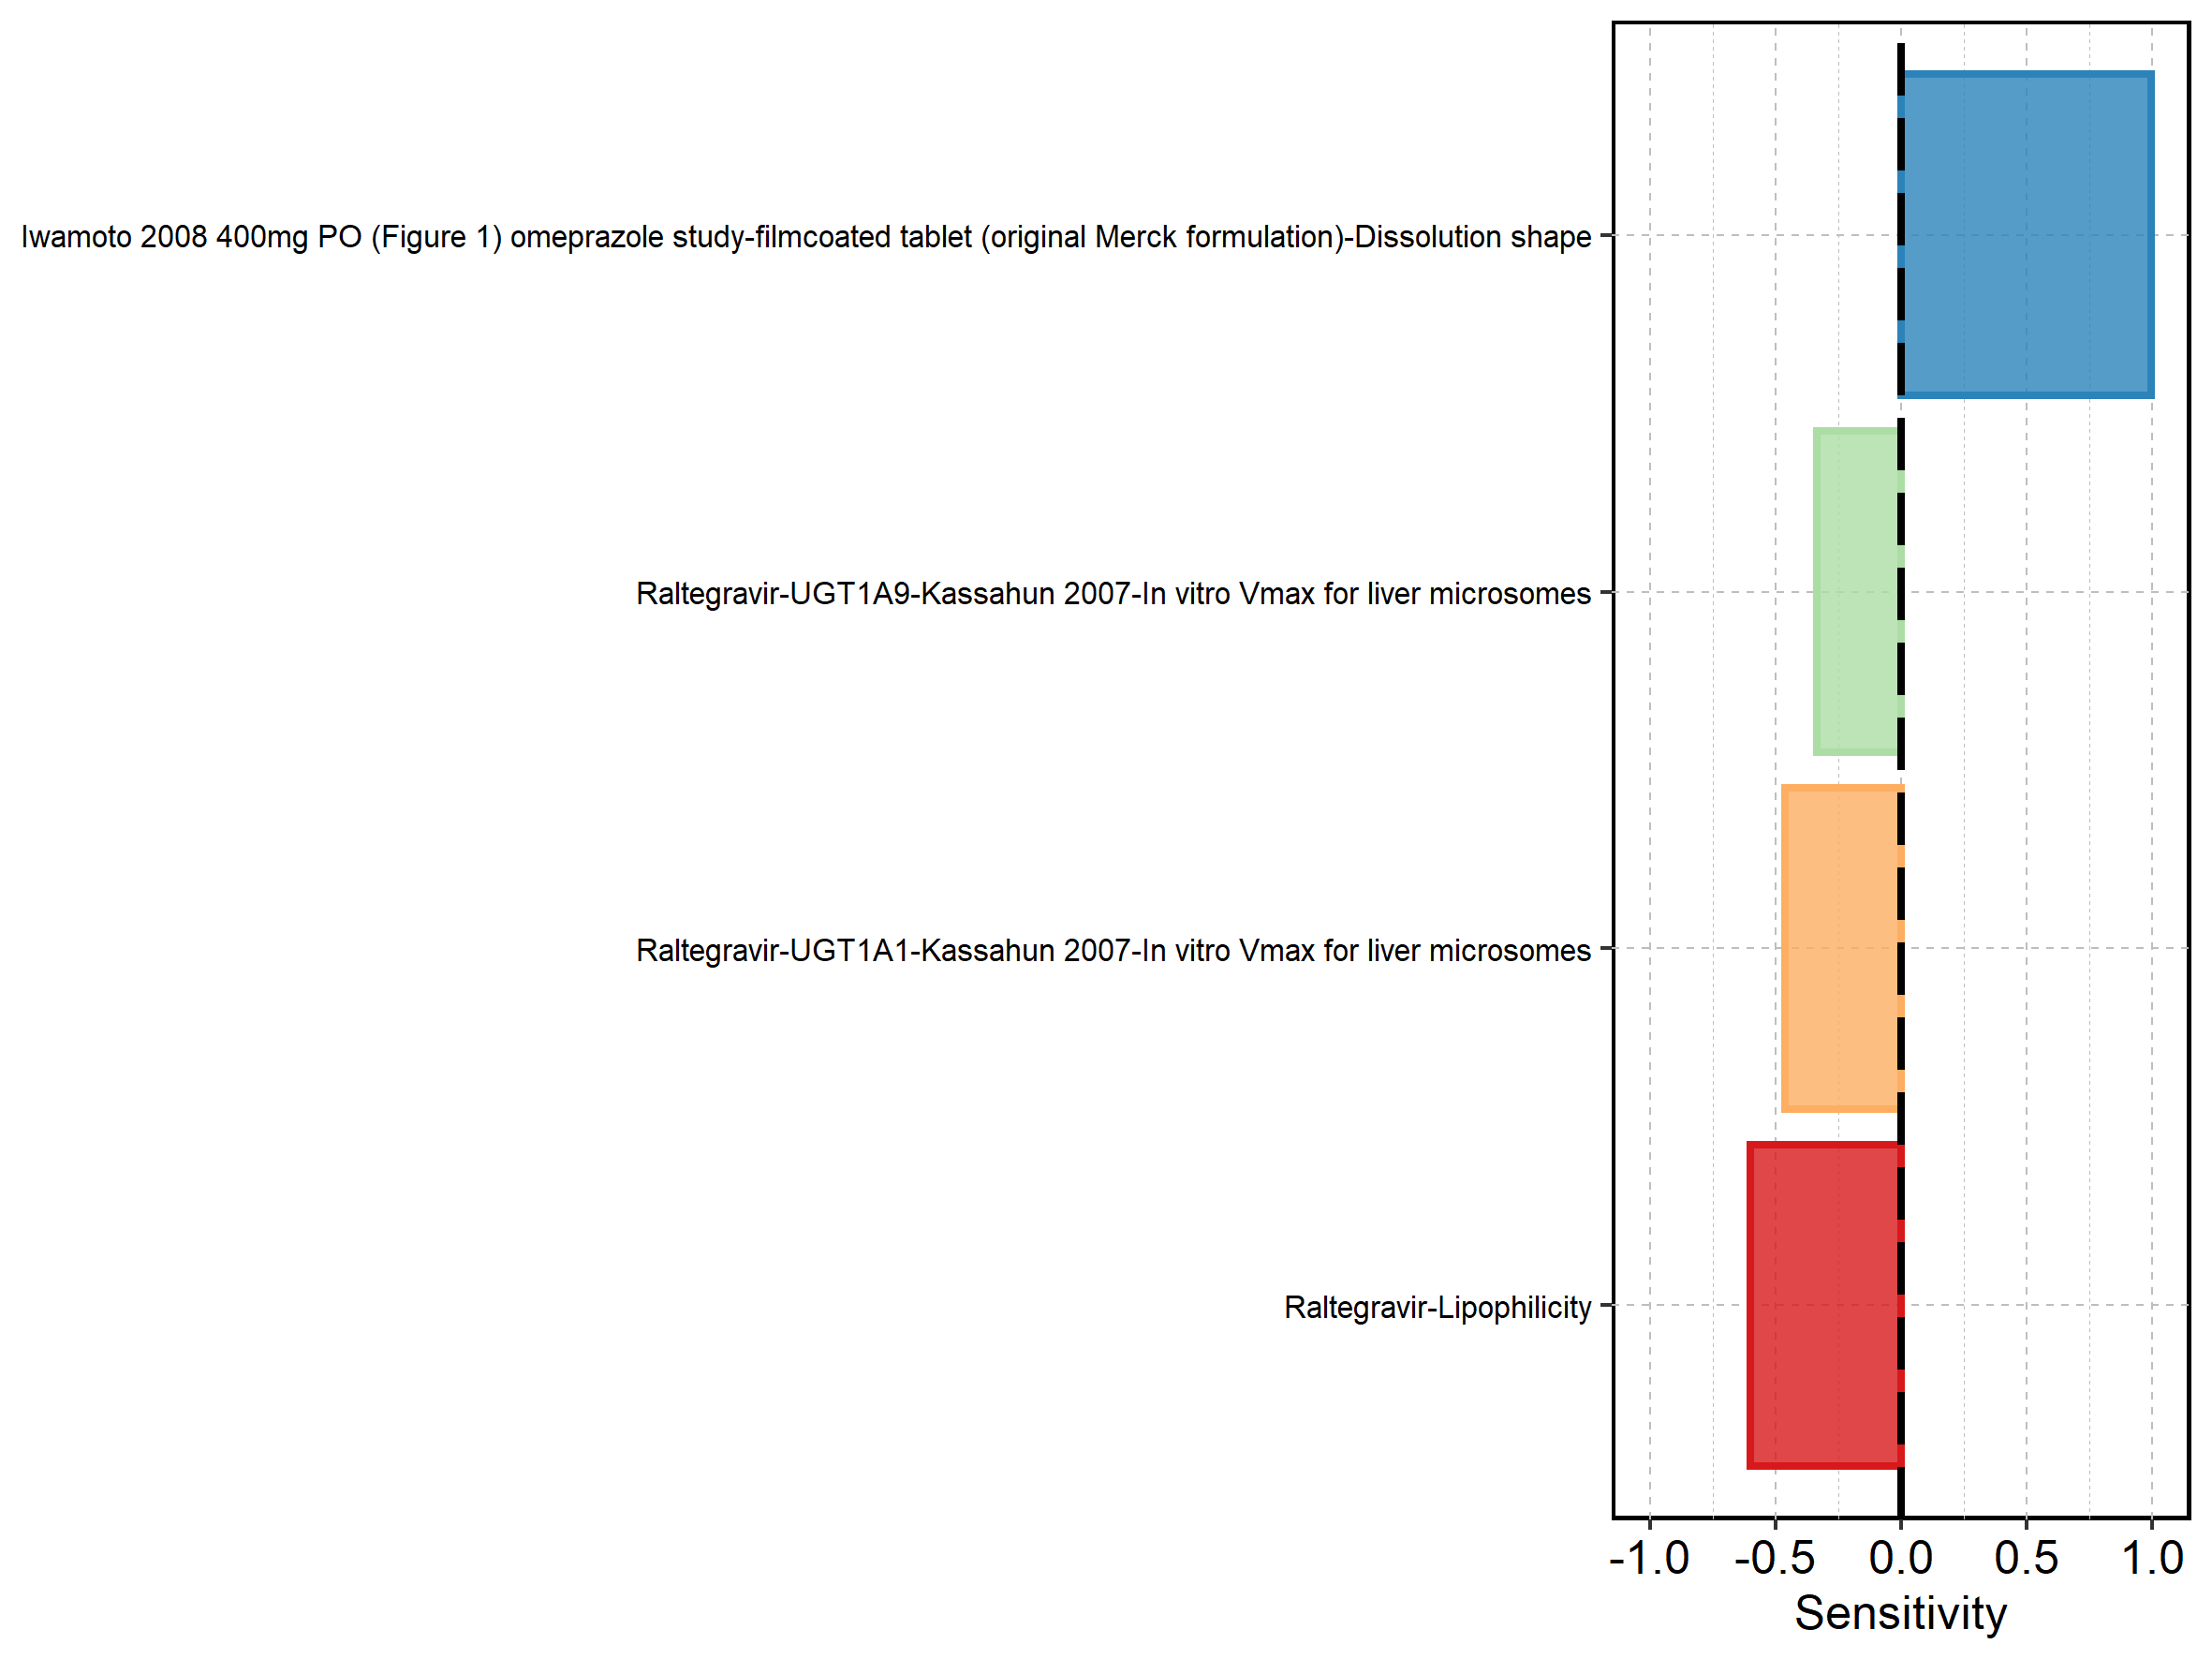 Iwamoto 2008 400mg PO (Figure 1) omeprazole study-filmcoated tablet (original Merck formulation)-Dissolution shape
Raltegravir-UGT1A9-Kassahun 2007-In vitro Vmax for liver microsomes
Raltegravir-UGT1A1-Kassahun 2007-In vitro Vmax for liver microsomes
Raltegravir-Lipophilicity
-1.0 -0.5 0.0 0.5 1.0
Sensitivity